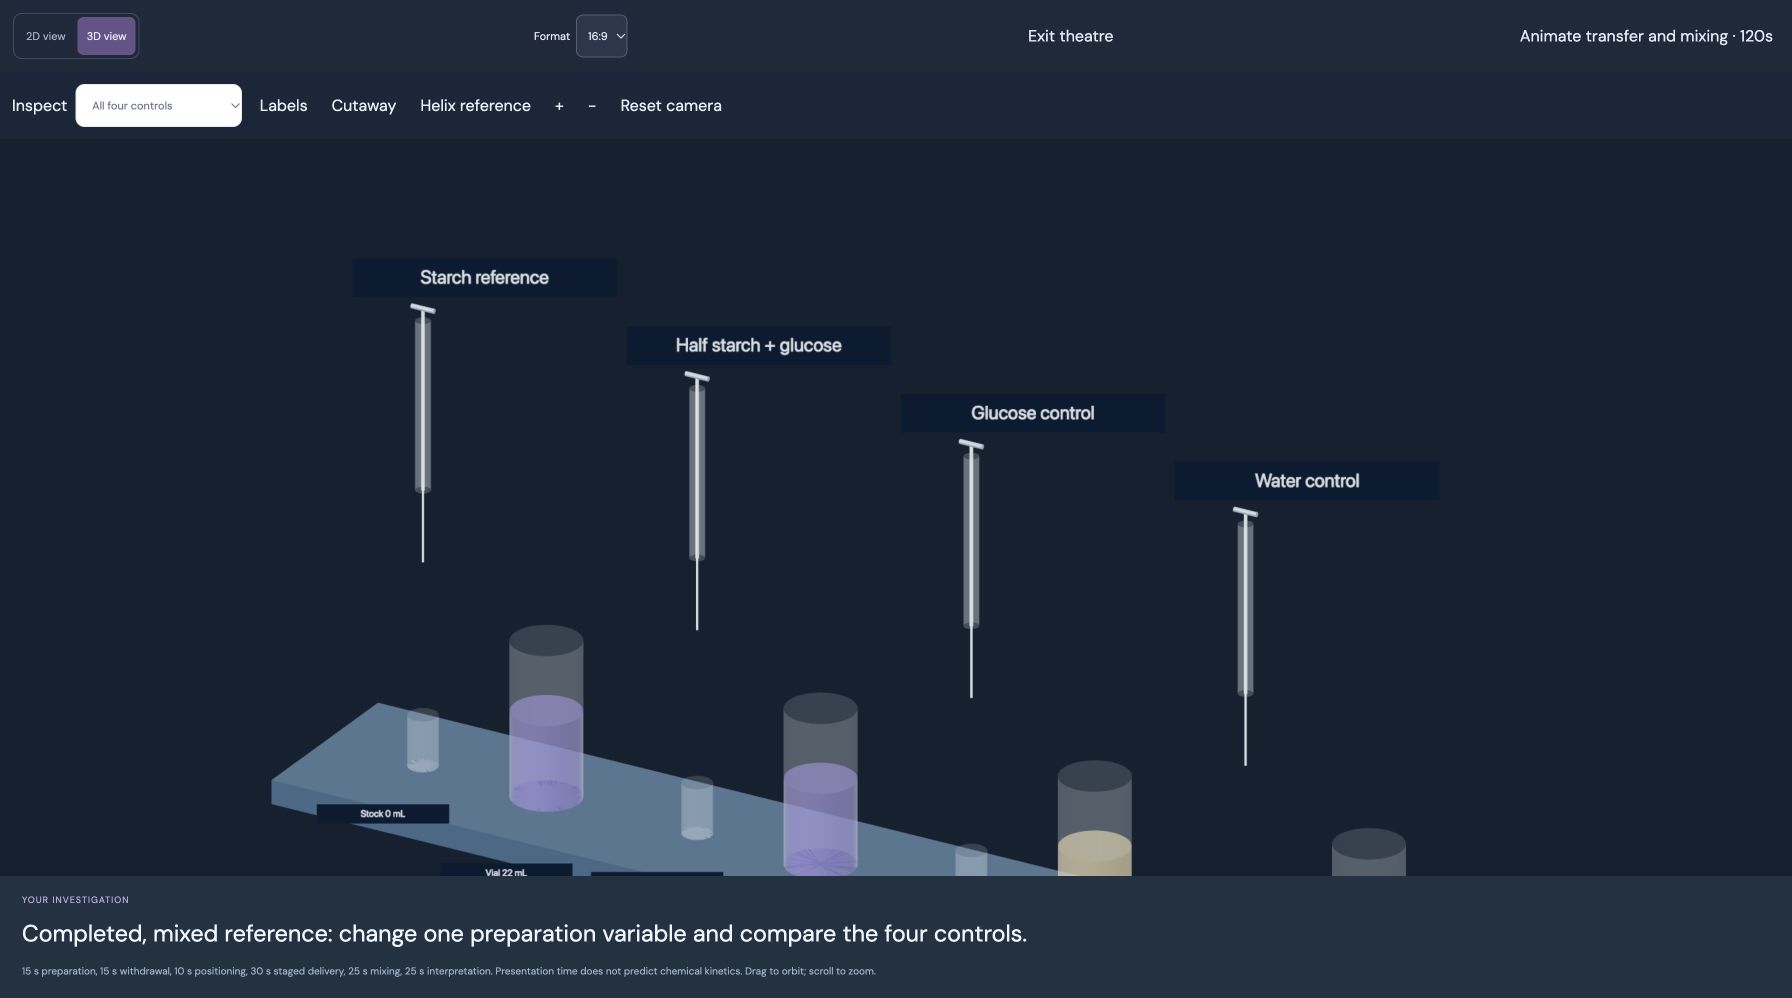 2D view 3D view Format 16:9 Exit theatre Animate transfer and mixing · 120s
Inspect All four controls Labels Cutaway Helix reference + − Reset camera
Starch reference
Half starch + glucose
Glucose control
Water control
Stock 0 mL
Vial 22 mL
YOUR INVESTIGATION
Completed, mixed reference: change one preparation variable and compare the four controls.
15 s preparation, 15 s withdrawal, 10 s positioning, 30 s staged delivery, 25 s mixing, 25 s interpretation. Presentation time does not predict chemical kinetics. Drag to orbit; scroll to zoom.